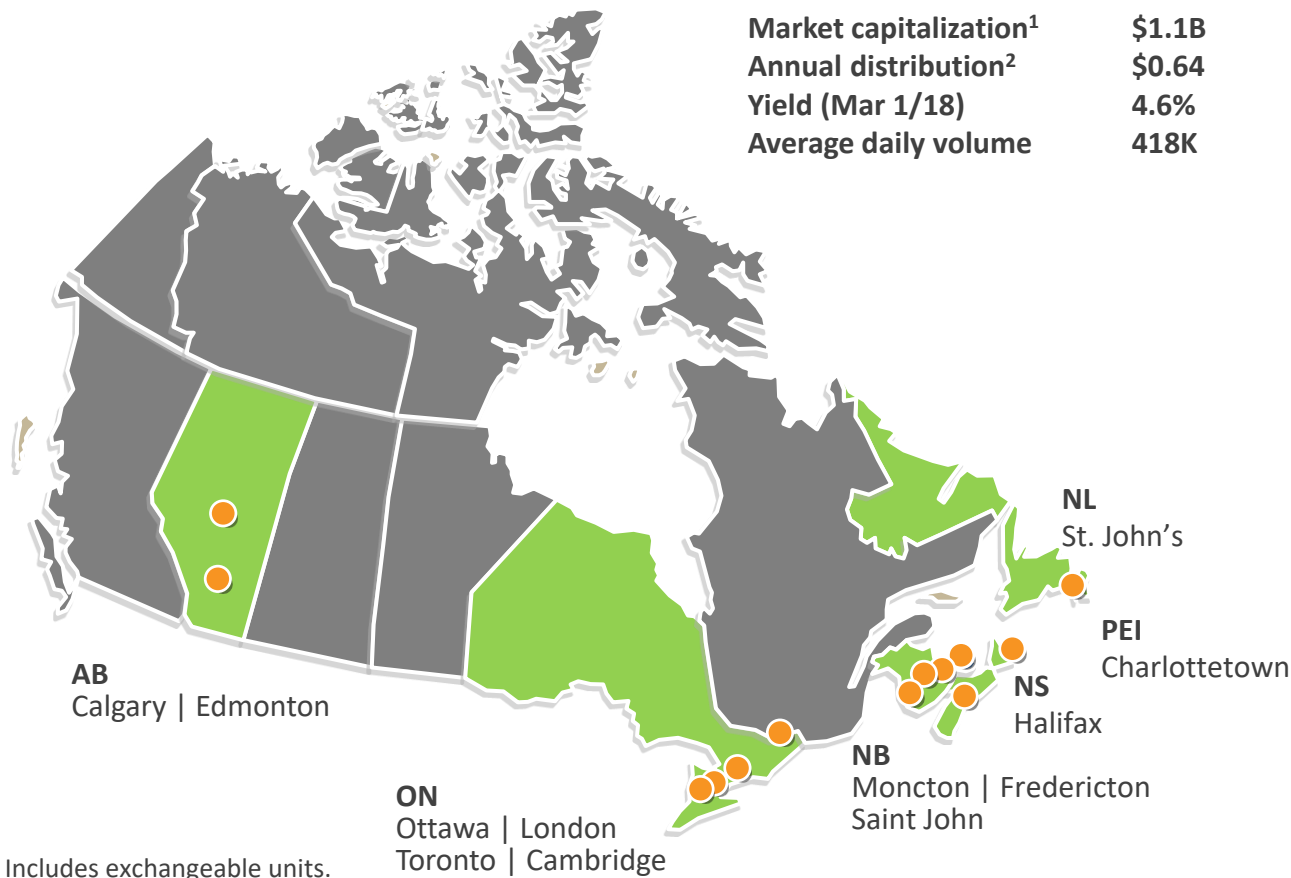 Market capitalization1 $1.1B
Annual distribution2 $0.64
Yield (Mar 1/18) 4.6%
Average daily volume 418K
NL
St. John’s
PEI
Charlottetown
NS
Halifax
AB
Calgary | Edmonton
NB
Moncton | Fredericton
Saint John
ON
Ottawa | London
Toronto | Cambridge
Includes exchangeable units.